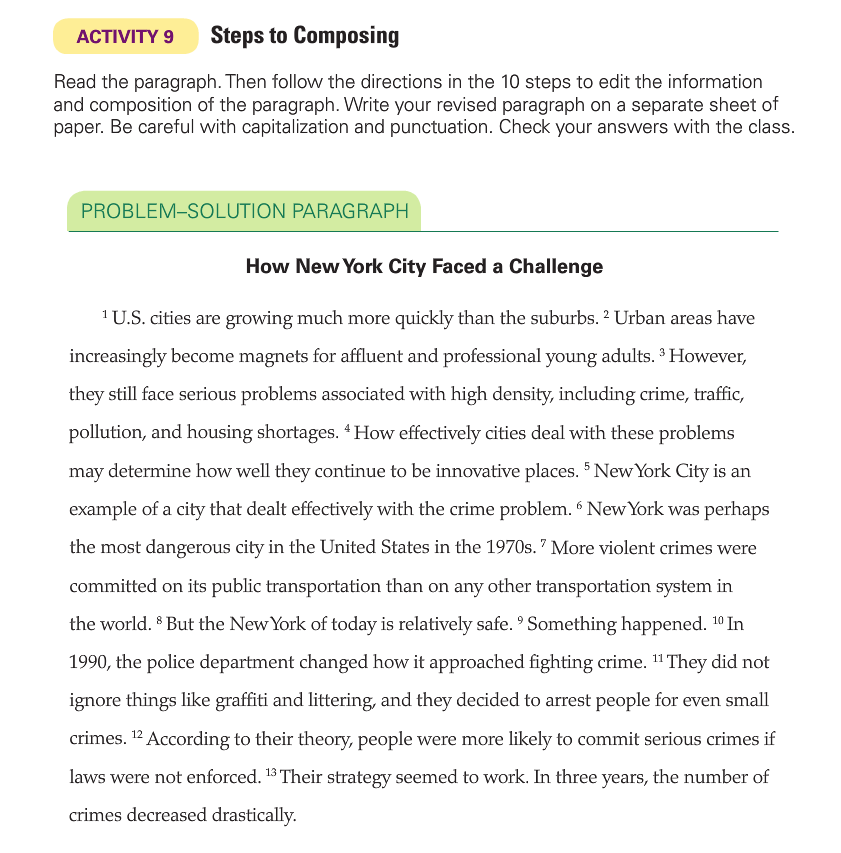 ACTIVITY 9 Steps to Composing
Read the paragraph. Then follow the directions in the 10 steps to edit the information
and composition of the paragraph. Write your revised paragraph on a separate sheet of
paper. Be careful with capitalization and punctuation. Check your answers with the class.
PROBLEM–SOLUTION PARAGRAPH
How New York City Faced a Challenge
¹ U.S. cities are growing much more quickly than the suburbs. ² Urban areas have
increasingly become magnets for affluent and professional young adults. ³ However,
they still face serious problems associated with high density, including crime, traffic,
pollution, and housing shortages. ⁴ How effectively cities deal with these problems
may determine how well they continue to be innovative places. ⁵ New York City is an
example of a city that dealt effectively with the crime problem. ⁶ New York was perhaps
the most dangerous city in the United States in the 1970s. ⁷ More violent crimes were
committed on its public transportation than on any other transportation system in
the world. ⁸ But the New York of today is relatively safe. ⁹ Something happened. ¹⁰ In
1990, the police department changed how it approached fighting crime. ¹¹ They did not
ignore things like graffiti and littering, and they decided to arrest people for even small
crimes. ¹² According to their theory, people were more likely to commit serious crimes if
laws were not enforced. ¹³ Their strategy seemed to work. In three years, the number of
crimes decreased drastically.